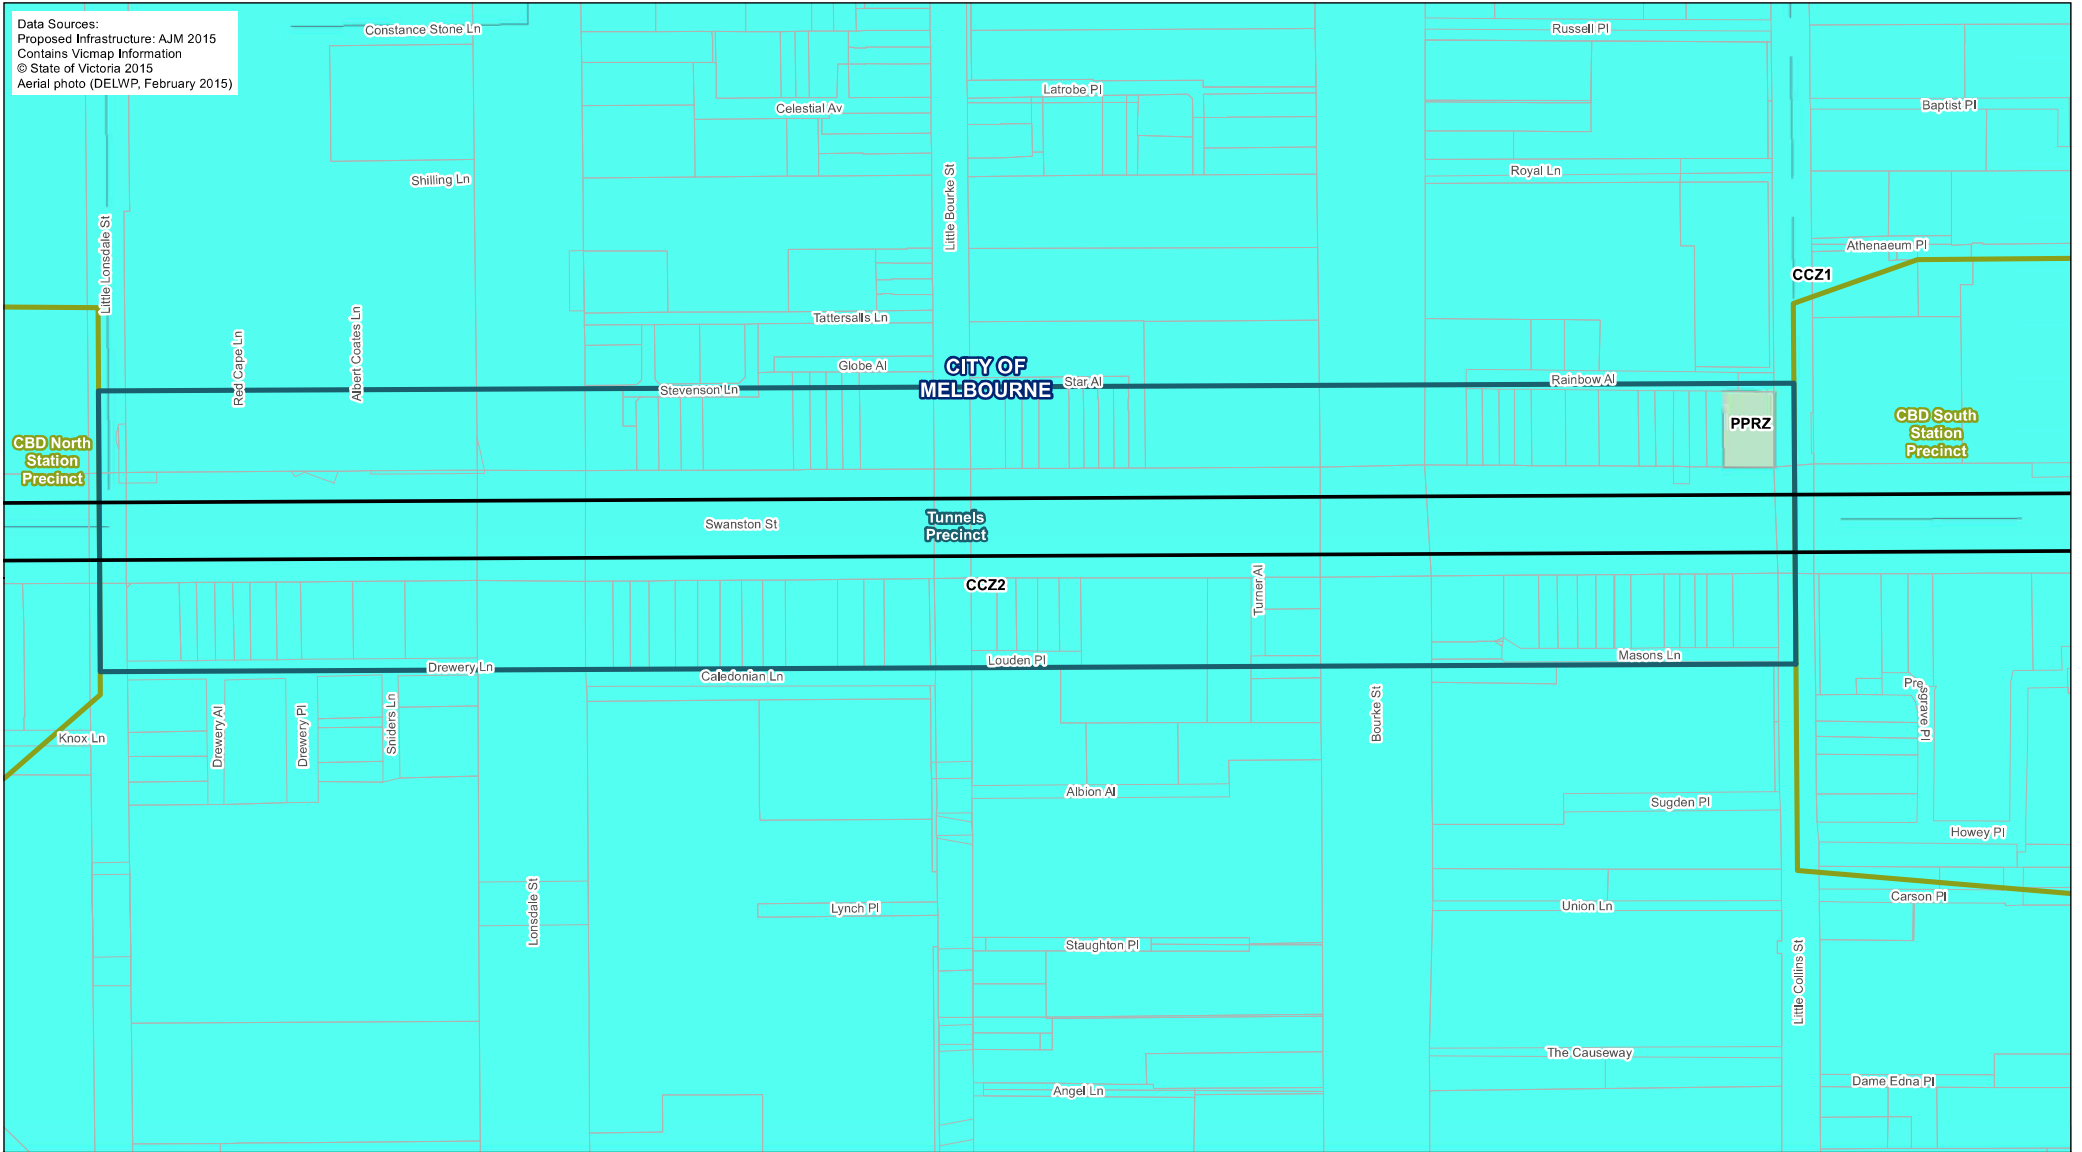 Data Sources:
Proposed Infrastructure: AJM 2015
Contains Vicmap Information
© State of Victoria 2015
Aerial photo (DELWP, February 2015)
Constance Stone Ln
Russell Pl
Latrobe Pl
Celestial Av
Baptist Pl
Shilling Ln
Royal Ln
Little Bourke St
Little Lonsdale St
Athenaeum Pl
CCZ1
Tattersalls Ln
Red Cape Ln
Albert Coates Ln
Globe Al
CITY OF
MELBOURNE
Star Al
Rainbow Al
Stevenson Ln
PPRZ
CBD North
Station
Precinct
CBD South
Station
Precinct
Swanston St
Tunnels
Precinct
CCZ2
Turner Al
Drewery Ln
Caledonian Ln
Louden Pl
Masons Ln
Presgrave Pl
Knox Ln
Drewery Al
Drewery Pl
Sniders Ln
Bourke St
Albion Al
Sugden Pl
Howey Pl
Lonsdale St
Lynch Pl
Union Ln
Carson Pl
Staughton Pl
Little Collins St
The Causeway
Angel Ln
Dame Edna Pl